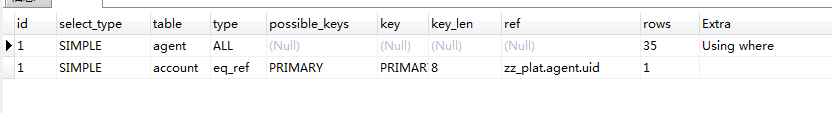 id select_type table type possible_keys key key_len ref rows Extra
1 SIMPLE agent ALL (Null) (Null) (Null) (Null) 35 Using where
1 SIMPLE account eq_ref PRIMARY PRIMAR 8 zz_plat.agent.uid 1